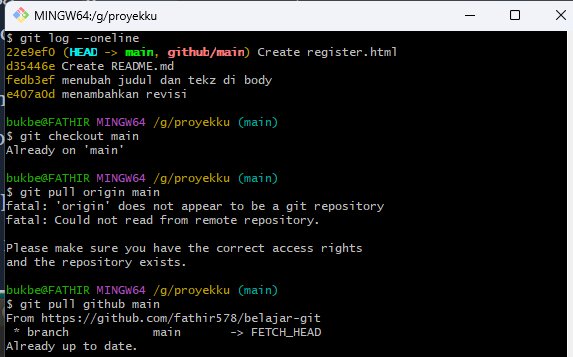 MINGW64:/g/proyekku
$ git log --oneline
22e9ef0 (HEAD -> main, github/main) Create register.html
d35446e Create README.md
fedb3ef menubah judul dan tekz di body
e407a0d menambahkan revisi
bukbe@FATHIR MINGW64 /g/proyekku (main)
$ git checkout main
Already on 'main'
bukbe@FATHIR MINGW64 /g/proyekku (main)
$ git pull origin main
fatal: 'origin' does not appear to be a git repository
fatal: Could not read from remote repository.
Please make sure you have the correct access rights
and the repository exists.
bukbe@FATHIR MINGW64 /g/proyekku (main)
$ git pull github main
From https://github.com/fathir578/belajar-git
 * branch            main       -> FETCH_HEAD
Already up to date.